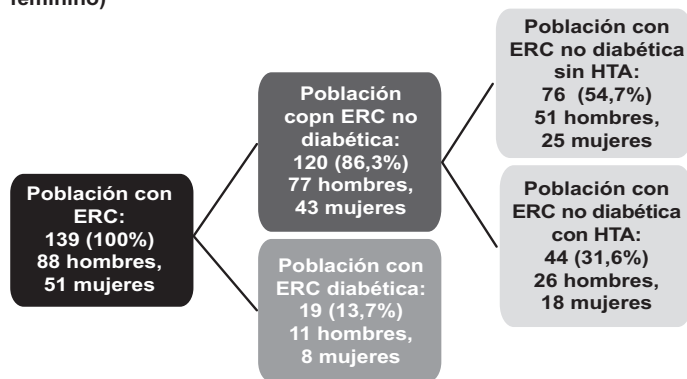 femenino)
Población con
ERC:
139 (100%)
88 hombres,
51 mujeres
Población
copn ERC no
diabética:
120 (86,3%)
77 hombres,
43 mujeres
Población con
ERC diabética:
19 (13,7%)
11 hombres,
8 mujeres
Población con
ERC no diabética
sin HTA:
76 (54,7%)
51 hombres,
25 mujeres
Población con
ERC no diabética
con HTA:
44 (31,6%)
26 hombres,
18 mujeres